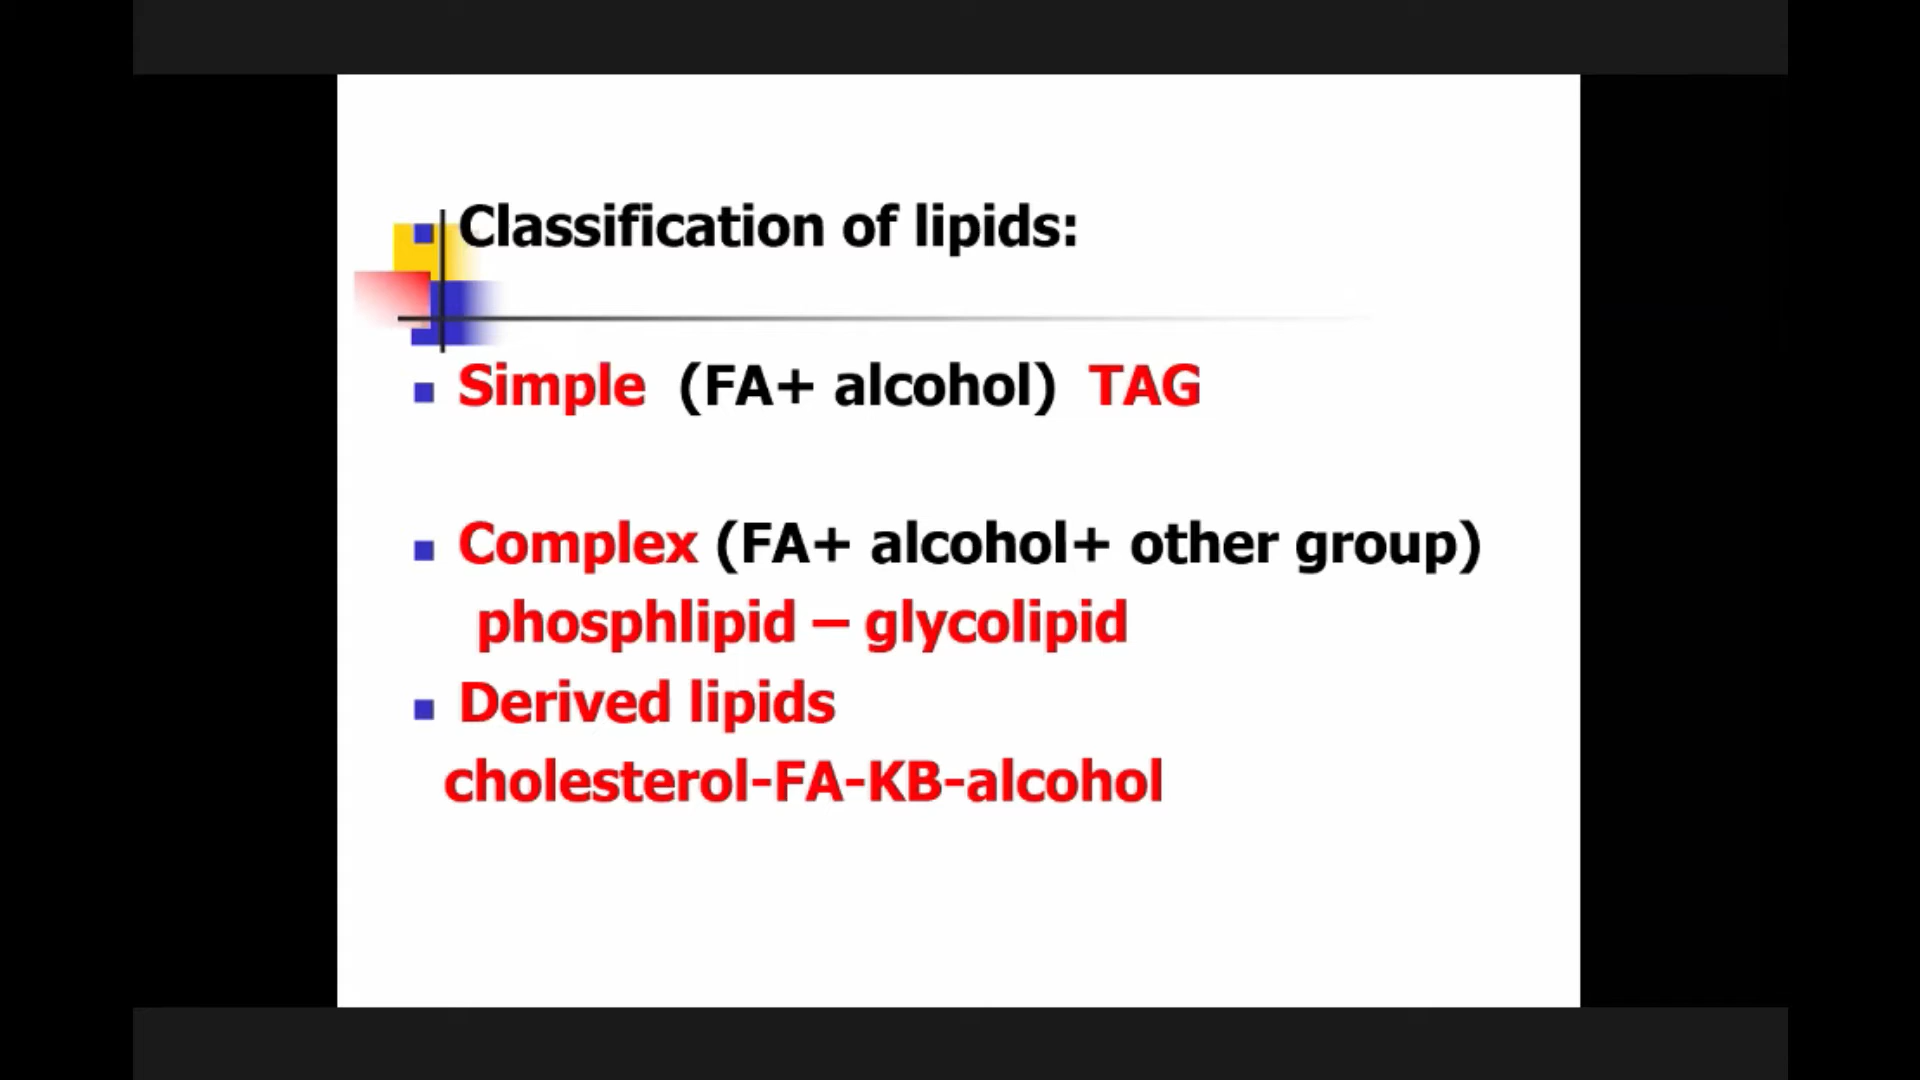 Classification of lipids:
Simple (FA+ alcohol) TAG
Complex (FA+ alcohol+ other group)
phosphlipid – glycolipid
Derived lipids
cholesterol-FA-KB-alcohol